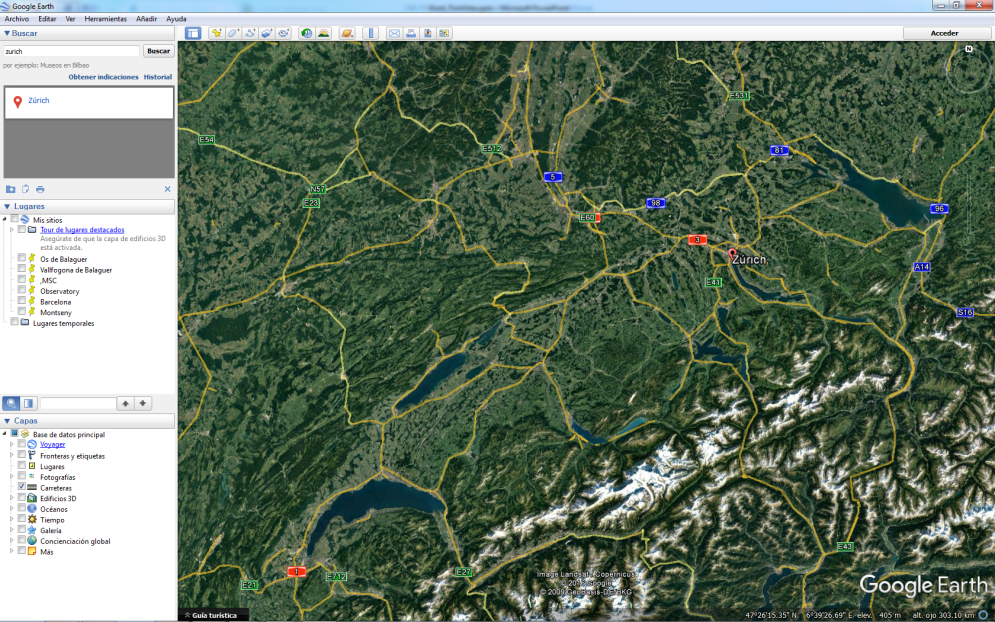 Google Earth
Archivo Editar Ver Herramientas Añadir Ayuda
Buscar
zurich
Buscar
por ejemplo: Museos en Bilbao
Obtener indicaciones Historial
Zúrich
Lugares
Mis sitios
Tour de lugares destacados
Asegúrate de que la capa de edificios 3D
está activada.
Os de Balaguer
Vallfogona de Balaguer
,MSC
Observatory
Barcelona
Montseny
Lugares temporales
Capas
Base de datos principal
Voyager
Fronteras y etiquetas
Lugares
Fotografías
Carreteras
Edificios 3D
Océanos
Tiempo
Galería
Concienciación global
Más
Acceder
N
E531
E54
E512
81
5
N57
E23
98
96
E60
3
Zúrich
A14
E41
S16
E43
1
E712
E27
E21
Image Landsat / Copernicus
© 2009 GeoBasis-DE/BKG
Google Earth
Guía turística
47°26'15.35" N 6°39'26.69" E elev. 405 m alt. ojo 303.10 km